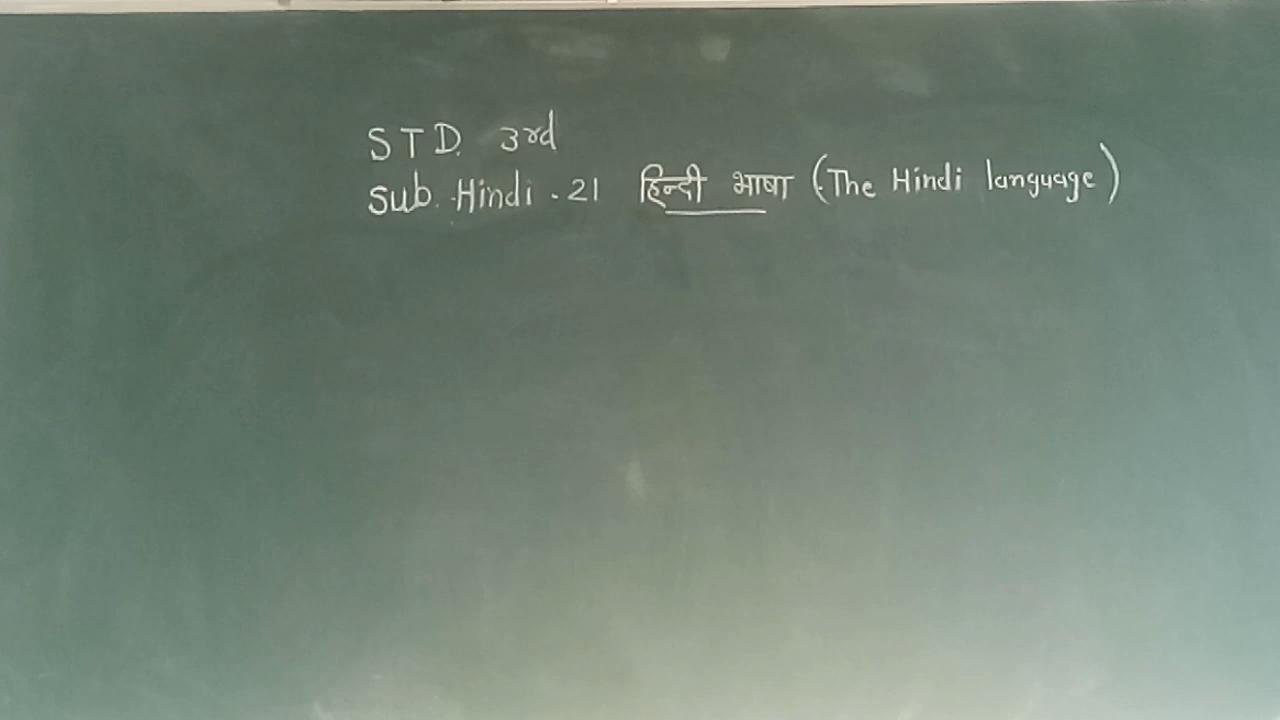 STD. 3rd
Sub. Hindi . 21 हिन्दी भाषा (The Hindi language)